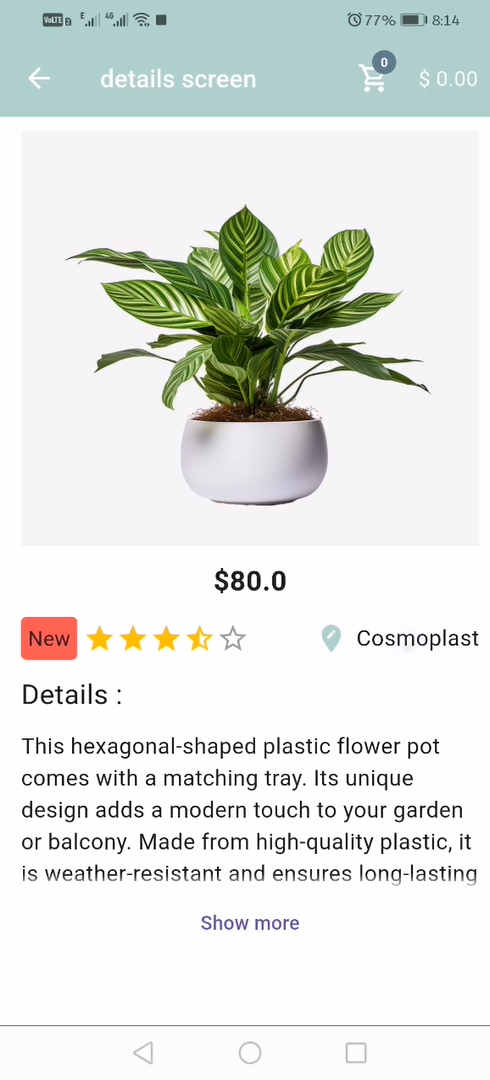 VoLTE 2 E 4G 77% 8:14
details screen 0 $ 0.00
$80.0
New Cosmoplast
Details :
This hexagonal-shaped plastic flower pot
comes with a matching tray. Its unique
design adds a modern touch to your garden
or balcony. Made from high-quality plastic, it
is weather-resistant and ensures long-lasting
Show more